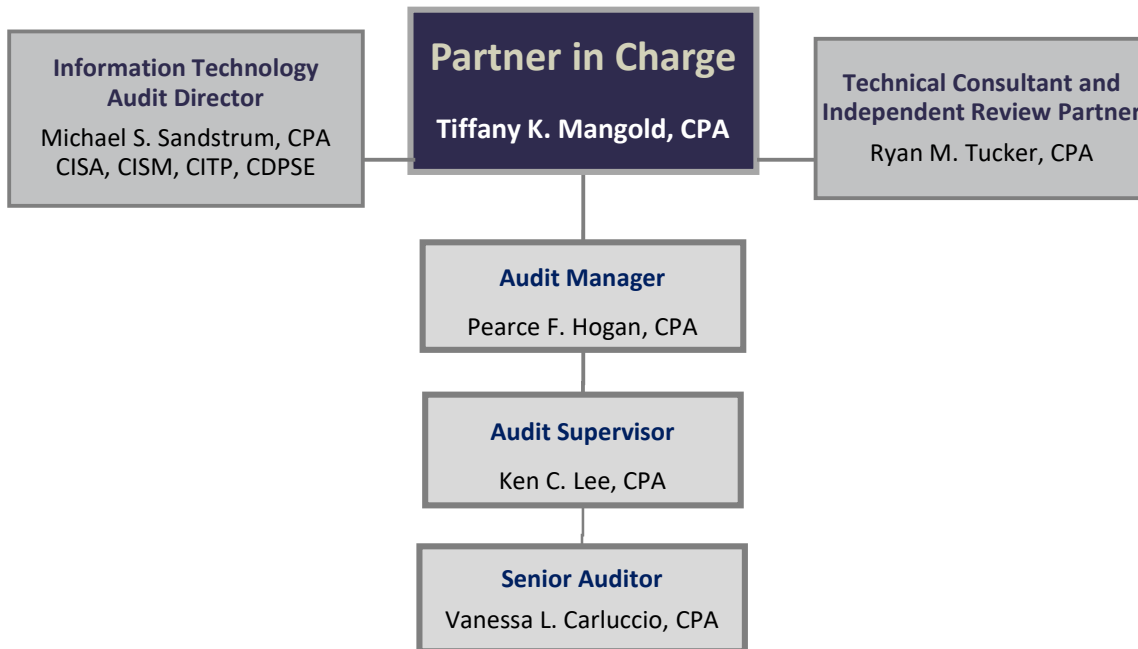 Information Technology
Audit Director
Michael S. Sandstrum, CPA
CISA, CISM, CITP, CDPSE
Partner in Charge
Tiffany K. Mangold, CPA
Technical Consultant and
Independent Review Partner
Ryan M. Tucker, CPA
Audit Manager
Pearce F. Hogan, CPA
Audit Supervisor
Ken C. Lee, CPA
Senior Auditor
Vanessa L. Carluccio, CPA